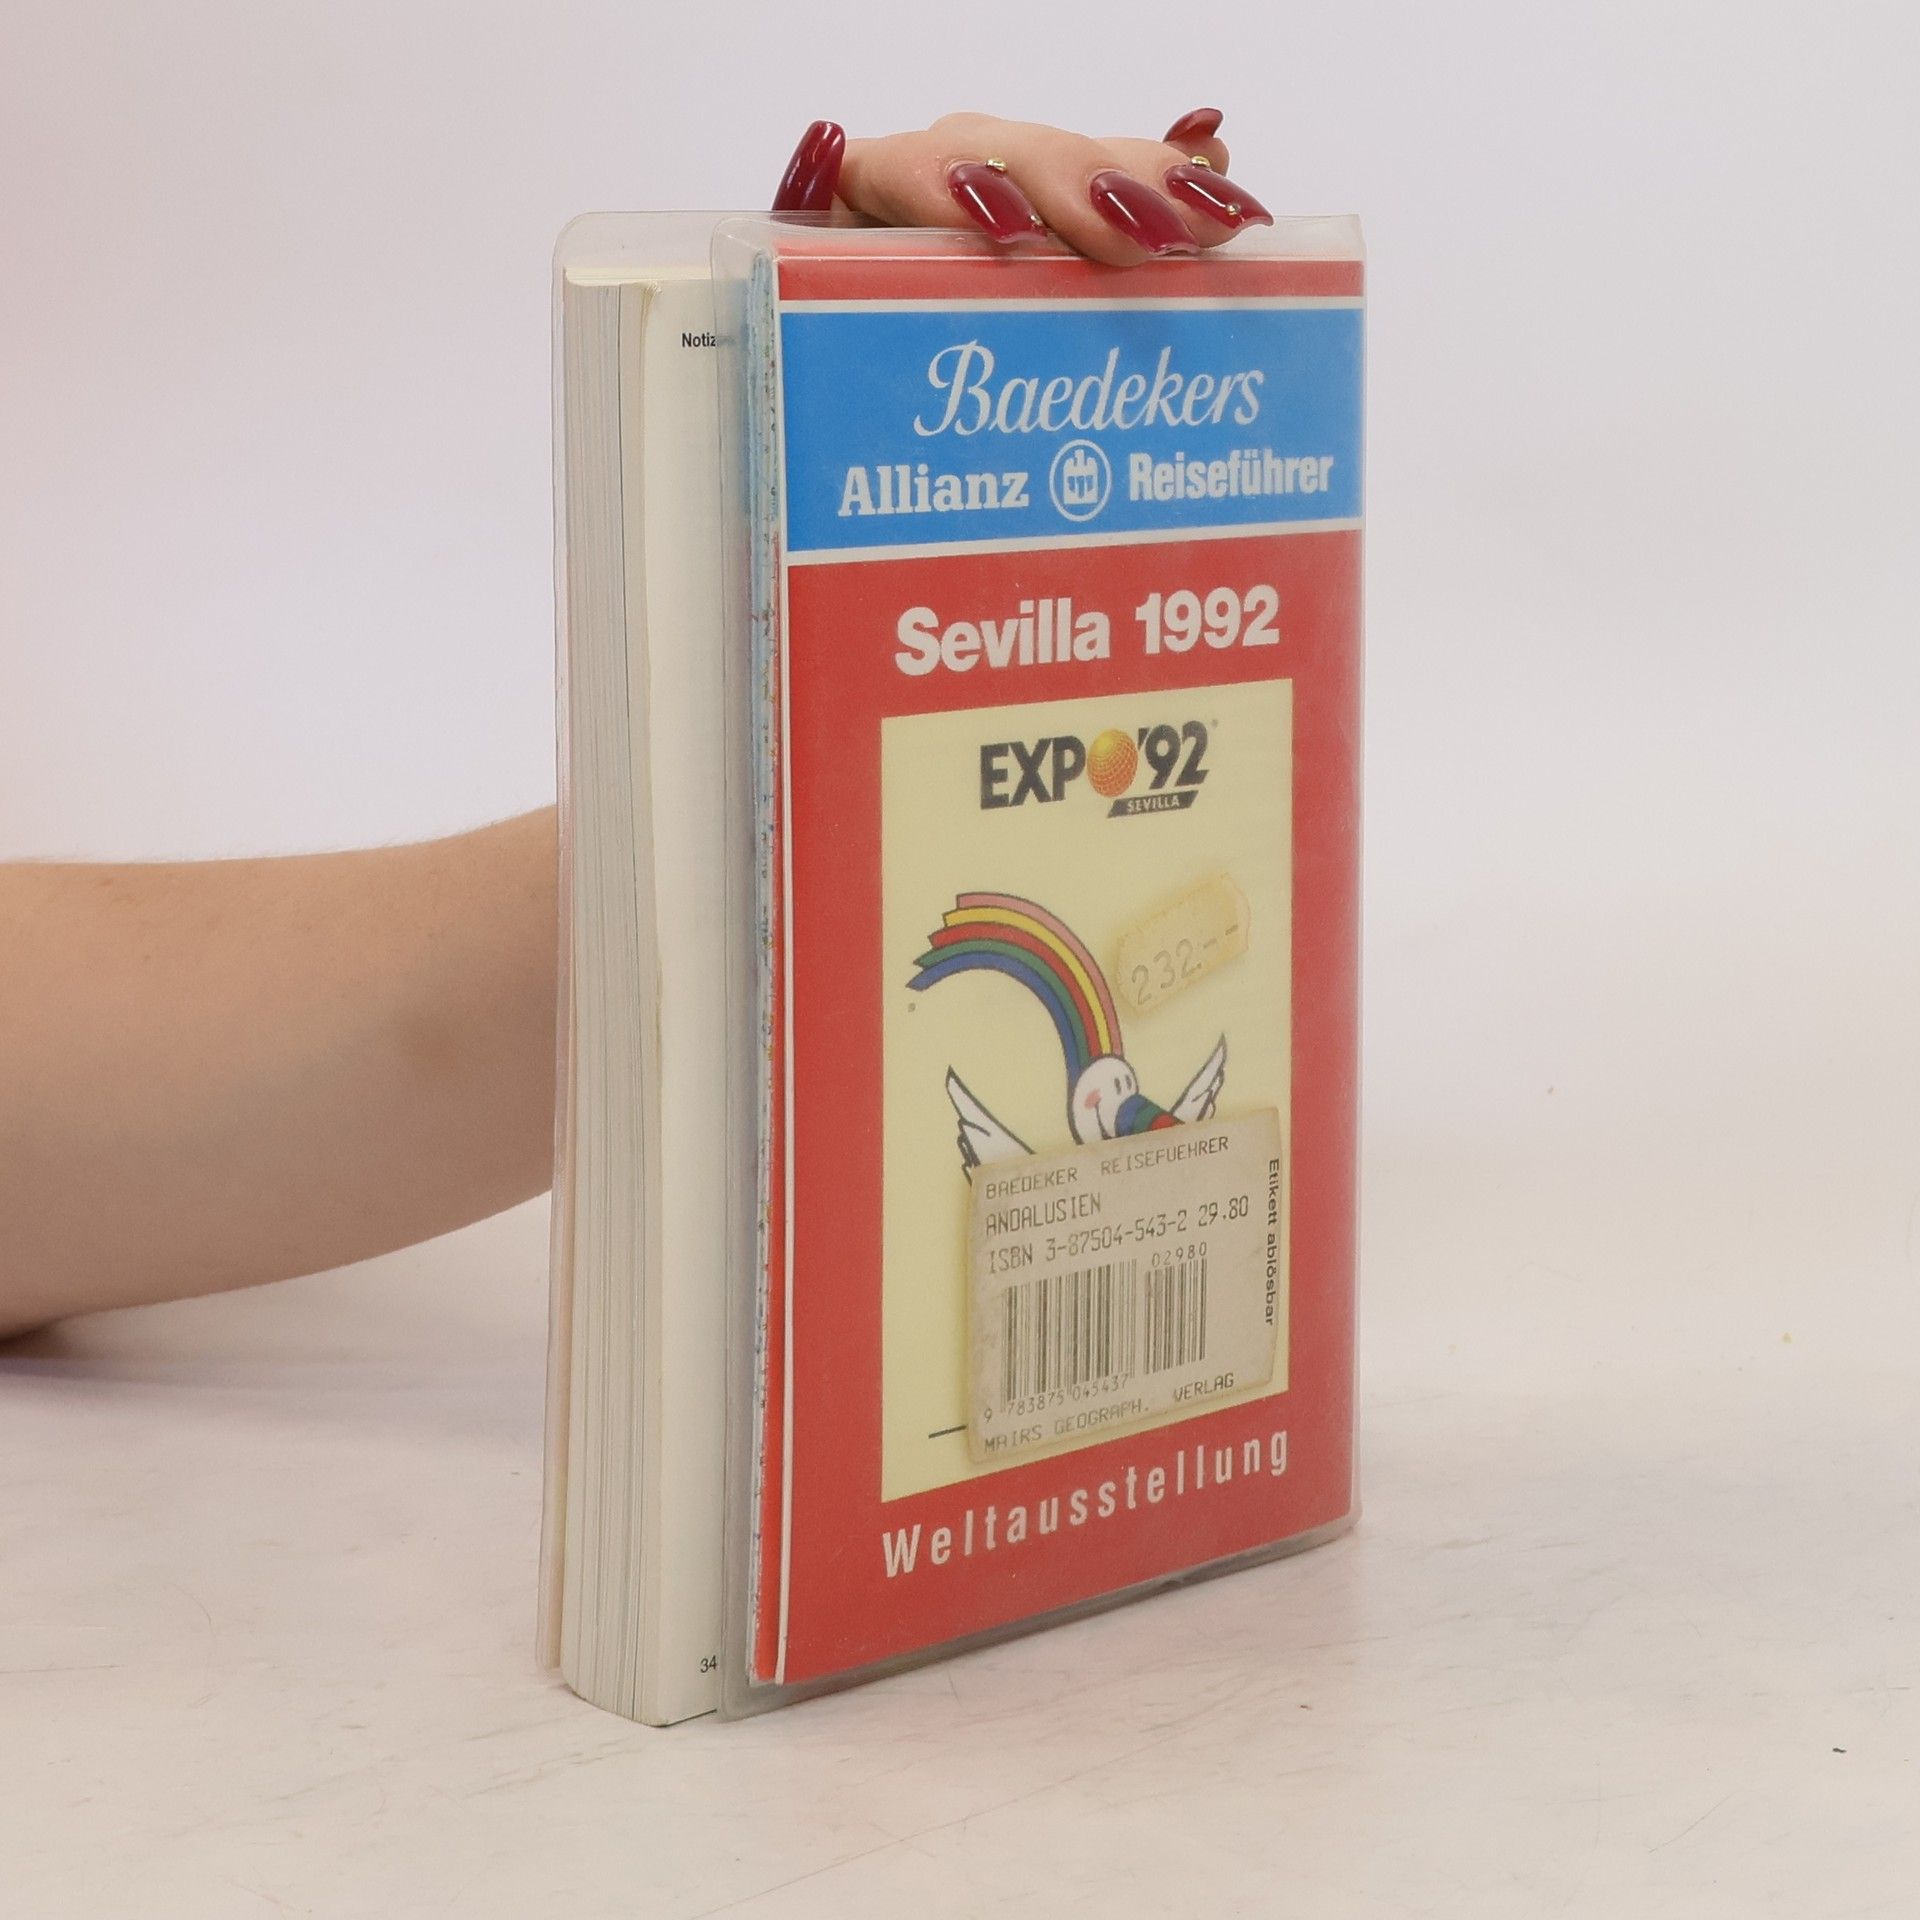 Notiz
Baedekers
Allianz Reiseführer
Sevilla 1992
EXPO'92
SEVILLA
232.--
BAEDEKER REISEFUEHRER
ANDALUSIEN
ISBN 3-87504-543-2 29.80
02980
9 783875 045437
MAIRS GEOGRAPH. VERLAG
Etikett ablösbar
Weltausstellung
34